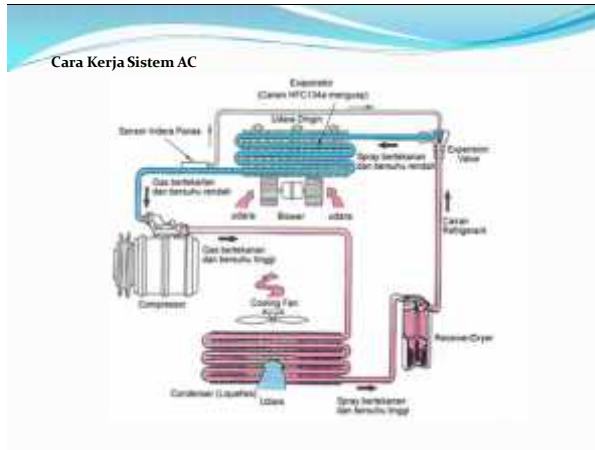 Cara Kerja Sistem AC
Evaporator
(Cairan HFC134a menguap)
Udara Dingin
Sensor Indera Panas
Expansion
Valve
Spray bertekanan
dan bersuhu rendah
Gas bertekanan
dan bersuhu rendah
udara
Blower
udara
Cairan
Refrigerant
Gas bertekanan
dan bersuhu tinggi
Compressor
Cooling Fan
Receiver/Dryer
Condenser (Liquefies)
Udara
Spray bertekanan
dan bersuhu tinggi